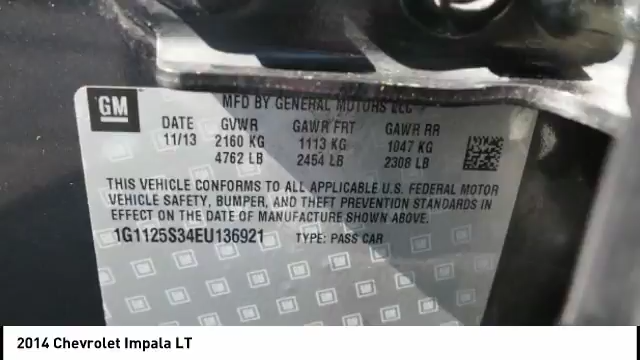 GM
MFD BY GENERAL MOTORS LLC
DATE GVWR GAWR FRT GAWR RR
11/13 2160 KG 1113 KG 1047 KG
4762 LB 2454 LB 2308 LB
THIS VEHICLE CONFORMS TO ALL APPLICABLE U.S. FEDERAL MOTOR
VEHICLE SAFETY, BUMPER, AND THEFT PREVENTION STANDARDS IN
EFFECT ON THE DATE OF MANUFACTURE SHOWN ABOVE.
1G1125S34EU136921 TYPE: PASS CAR
2014 Chevrolet Impala LT